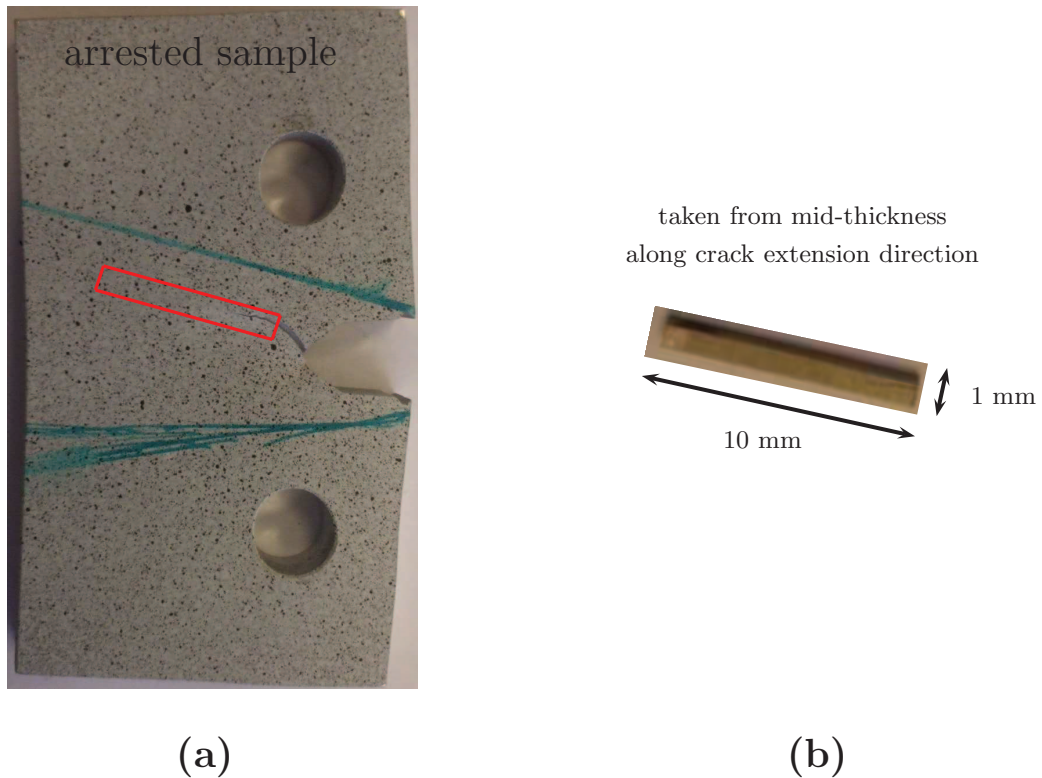 arrested sample
taken from mid-thickness
along crack extension direction
10 mm
1 mm
(a)
(b)